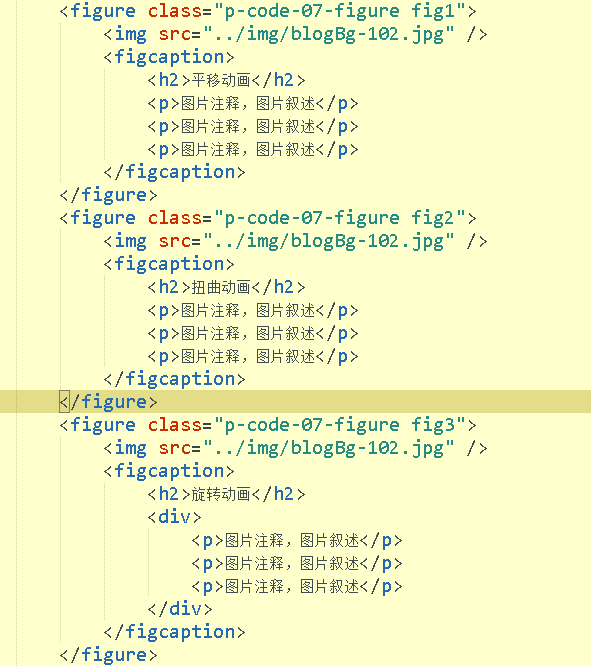 <figure class="p-code-07-figure fig1">
    <img src="../img/blogBg-102.jpg" />
    <figcaption>
        <h2>平移动画</h2>
        <p>图片注释，图片叙述</p>
        <p>图片注释，图片叙述</p>
        <p>图片注释，图片叙述</p>
    </figcaption>
</figure>
<figure class="p-code-07-figure fig2">
    <img src="../img/blogBg-102.jpg" />
    <figcaption>
        <h2>扭曲动画</h2>
        <p>图片注释，图片叙述</p>
        <p>图片注释，图片叙述</p>
        <p>图片注释，图片叙述</p>
    </figcaption>
</figure>
<figure class="p-code-07-figure fig3">
    <img src="../img/blogBg-102.jpg" />
    <figcaption>
        <h2>旋转动画</h2>
        <div>
            <p>图片注释，图片叙述</p>
            <p>图片注释，图片叙述</p>
            <p>图片注释，图片叙述</p>
        </div>
    </figcaption>
</figure>